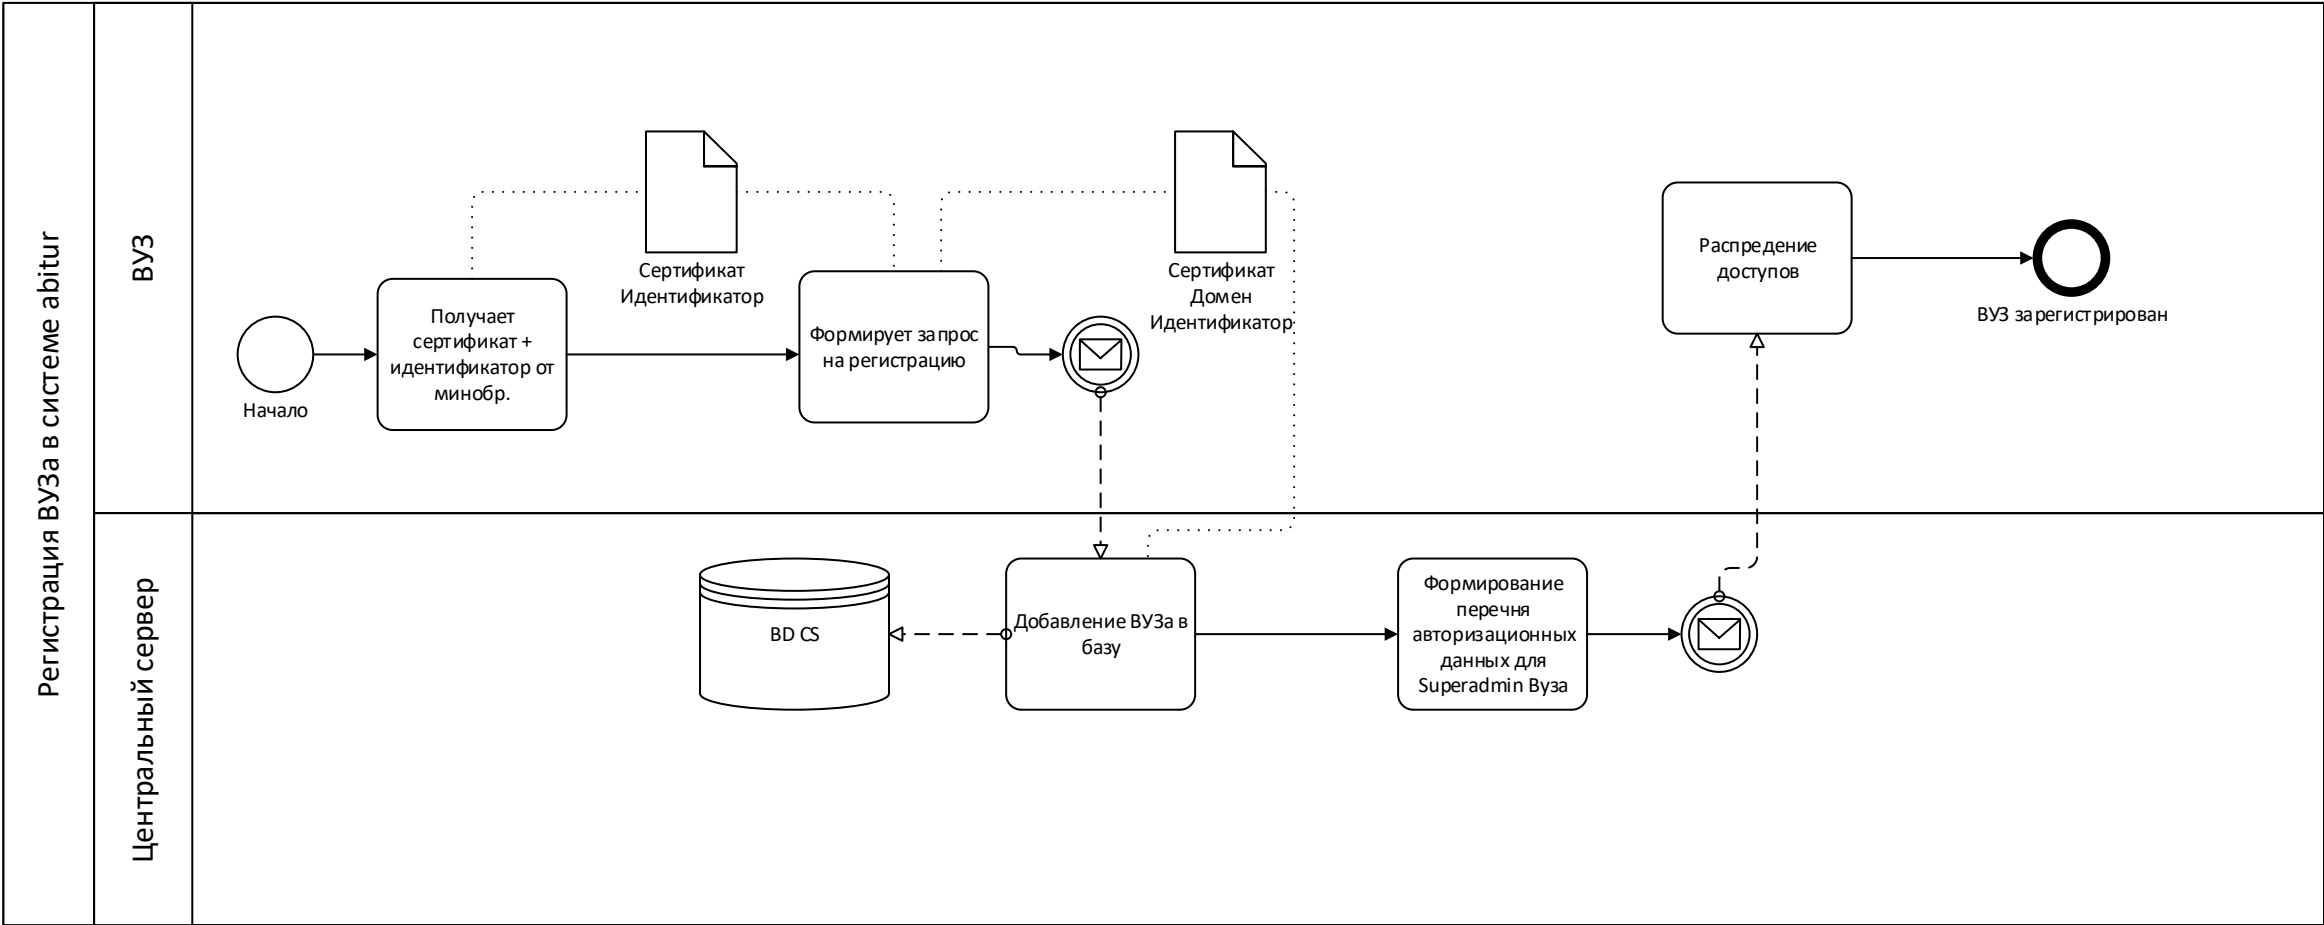 Регистрация ВУЗа в системе abitur
ВУЗ
Начало
Получает
сертификат +
идентификатор от
минобр.
Сертификат
Идентификатор
Формирует запрос
на регистрацию
Сертификат
Домен
Идентификатор
Распредение
доступов
ВУЗ зарегистрирован
Центральный сервер
BD CS
Добавление ВУЗа в
базу
Формирование
перечня
авторизационных
данных для
Superadmin Вуза